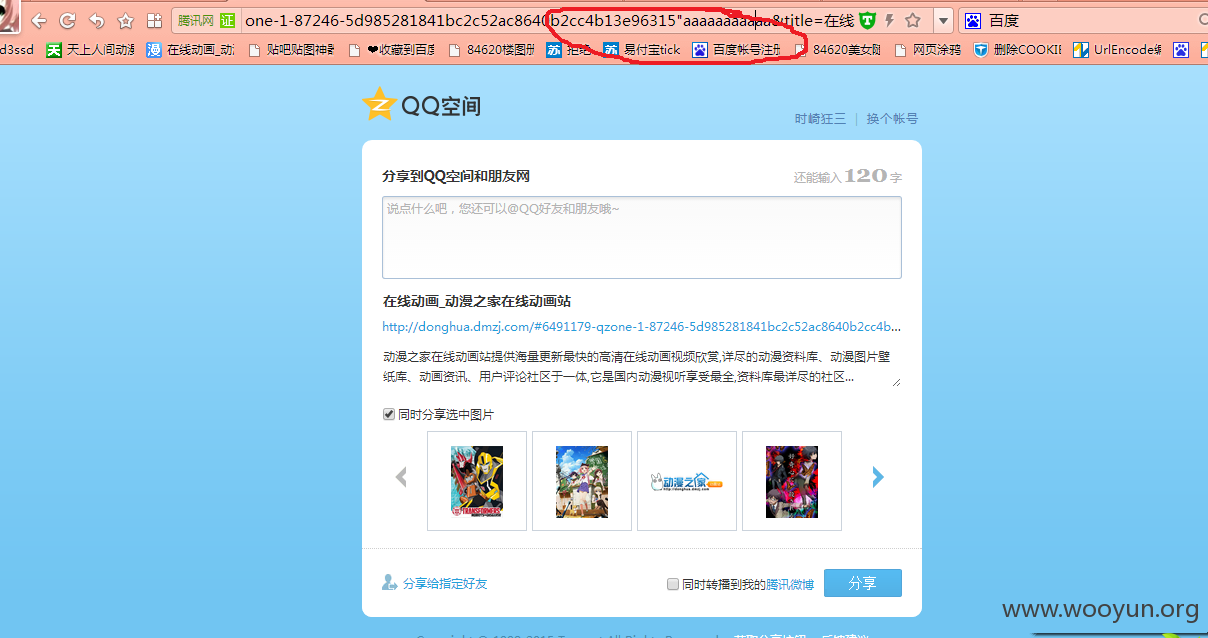 腾讯网 证 one-1-87246-5d985281841bc2c52ac8640b2cc4b13e96315"aaaaaaaaaaaa&title=在线 百度
d3ssd 天 天上人间动漫 漫 在线动画_动 贴吧贴图神器 ❤收藏到百度 84620楼图册 苏 拒绝 苏 易付宝tick 百度帐号注册 84620美女 网页涂鸦 删除COOKIE UrlEncode编
QQ空间
时崎狂三 | 换个帐号
分享到QQ空间和朋友网 还能输入120字
说点什么吧，您还可以@QQ好友和朋友哦~
在线动画_动漫之家在线动画站
http://donghua.dmzj.com/#6491179-qzone-1-87246-5d985281841bc2c52ac8640b2cc4b...
动漫之家在线动画站提供海量更新最快的高清在线动画视频欣赏,详尽的动漫资料库、动漫图片壁
纸库、动画资讯、用户评论社区于一体,它是国内动漫视听享受最全,资料库最详尽的社区...
同时分享选中图片
TRANSFORMERS
动漫之家
分享给指定好友 同时转播到我的腾讯微博 分享
www.wooyun.org